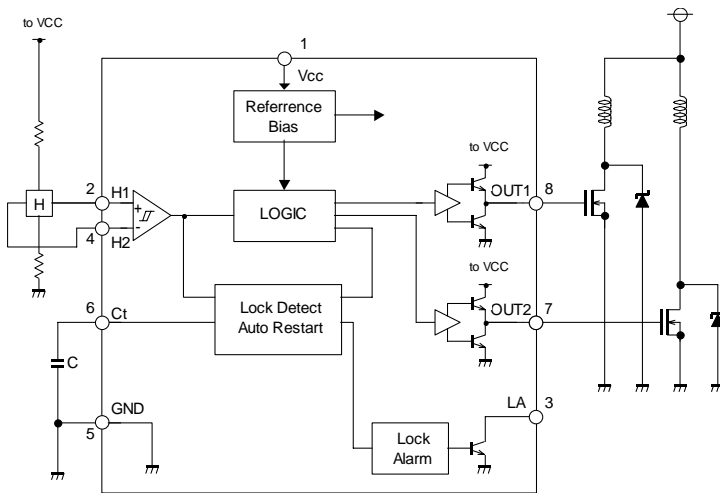 to VCC
1
Vcc
Referrence
Bias
to VCC
2
H1
H
+
-
4
H2
LOGIC
OUT1
8
to VCC
6
Ct
Lock Detect
Auto Restart
OUT2
7
C
GND
5
LA
3
Lock
Alarm